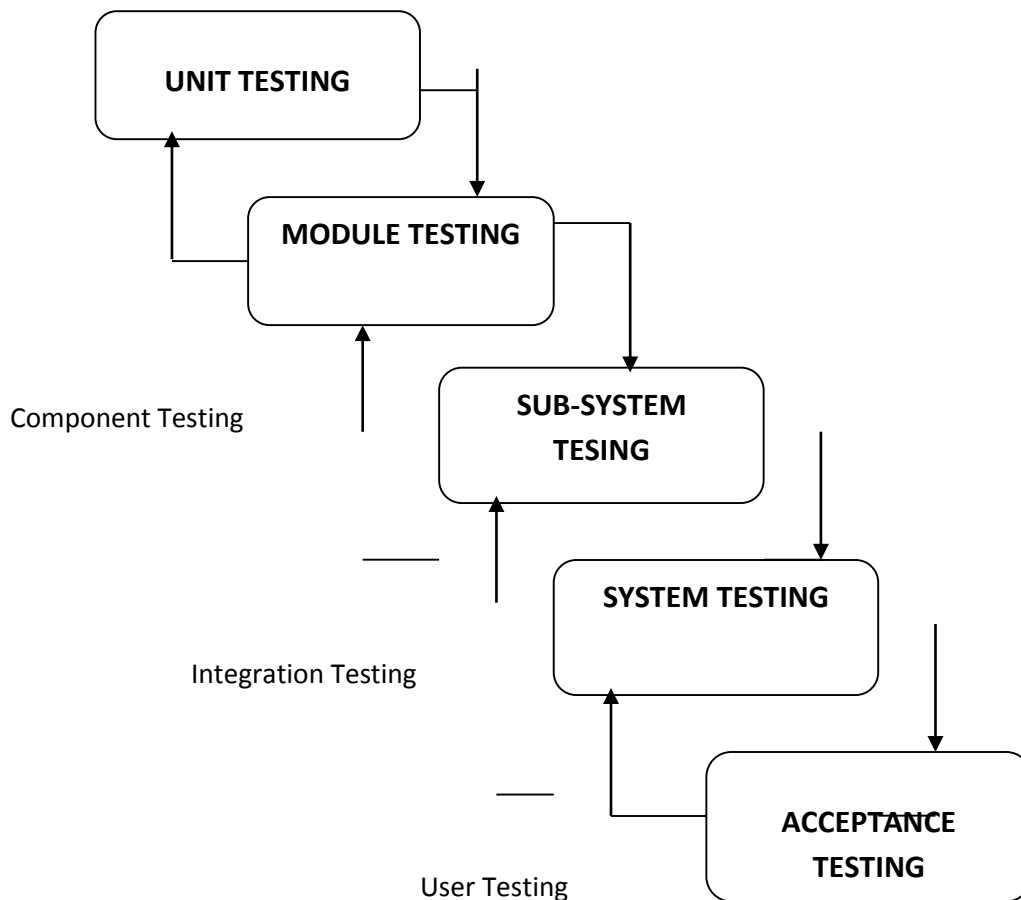 UNIT TESTING
MODULE TESTING
Component Testing
SUB-SYSTEM
TESING
SYSTEM TESTING
Integration Testing
ACCEPTANCE
TESTING
User Testing